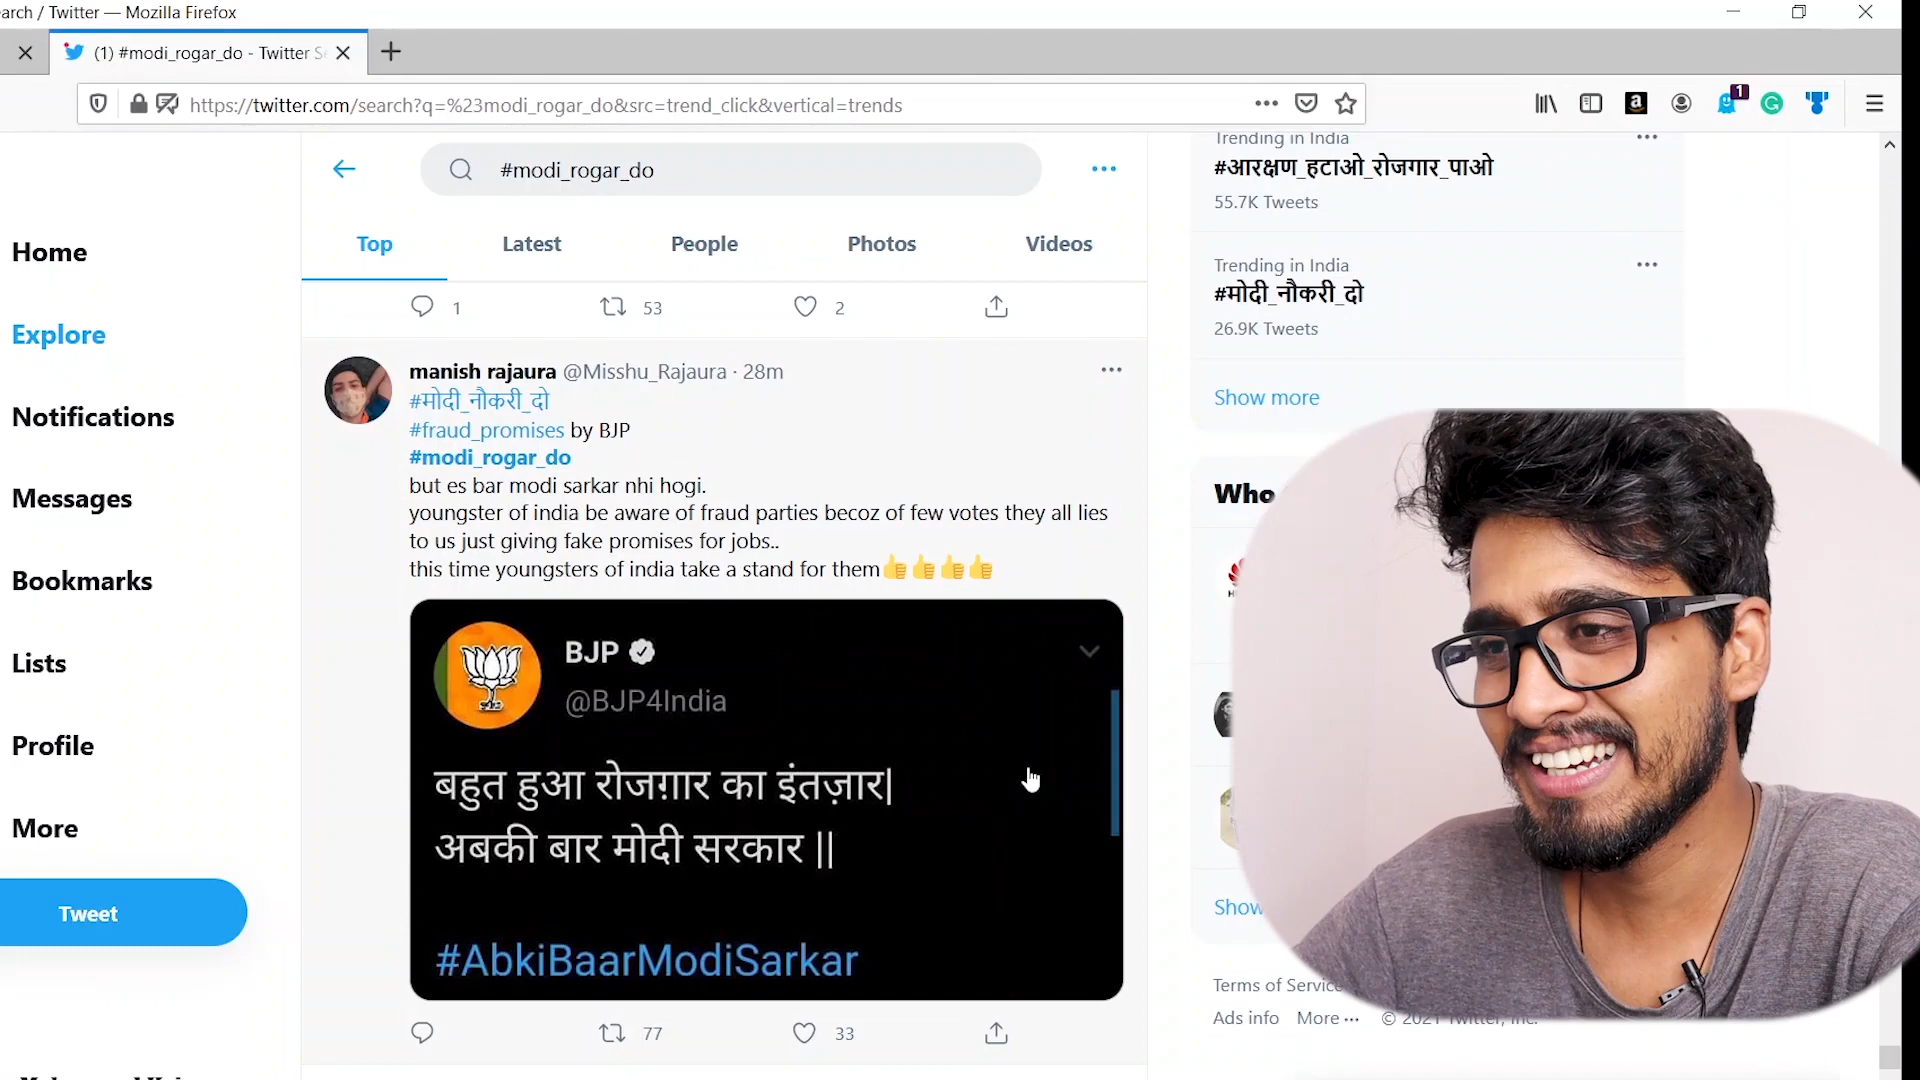 arch / Twitter — Mozilla Firefox
(1) #modi_rogar_do - Twitter S
https://twitter.com/search?q=%23modi_rogar_do&src=trend_click&vertical=trends
1
#modi_rogar_do
Top
Latest
People
Photos
Videos
Home
Explore
Notifications
Messages
Bookmarks
Lists
Profile
More
Tweet
1
53
2
manish rajaura @Misshu_Rajaura · 28m
#मोदी_नौकरी_दो
#fraud_promises by BJP
#modi_rogar_do
but es bar modi sarkar nhi hogi.
youngster of india be aware of fraud parties becoz of few votes they all lies
to us just giving fake promises for jobs..
this time youngsters of india take a stand for them👍👍👍👍
BJP
@BJP4India
बहुत हुआ रोजग़ार का इंतज़ार|
अबकी बार मोदी सरकार ||
#AbkiBaarModiSarkar
77
33
Trending in India
#आरक्षण_हटाओ_रोजगार_पाओ
55.7K Tweets
Trending in India
#मोदी_नौकरी_दो
26.9K Tweets
Show more
Who
Show
Terms of Service
Ads info
More ···
© 2021 Twitter, Inc.